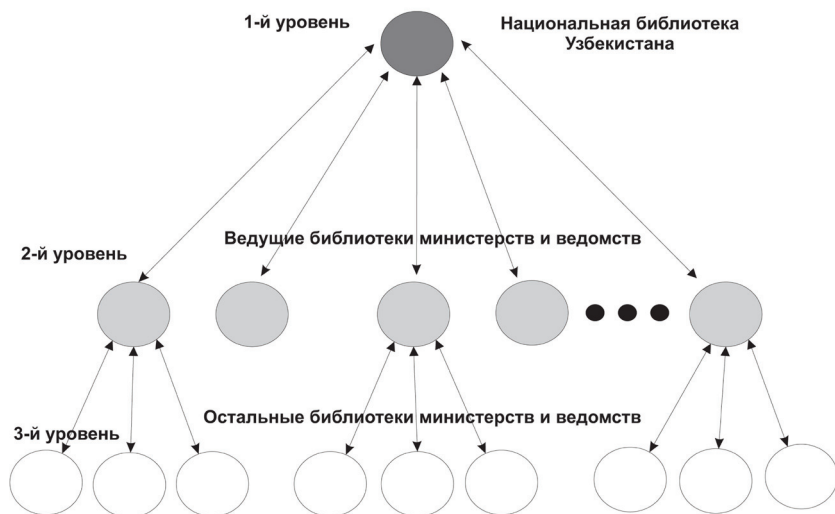 1-й уровень
Национальная библиотека
Узбекистана
Ведущие библиотеки министерств и ведомств
2-й уровень
Остальные библиотеки министерств и ведомств
3-й уровень